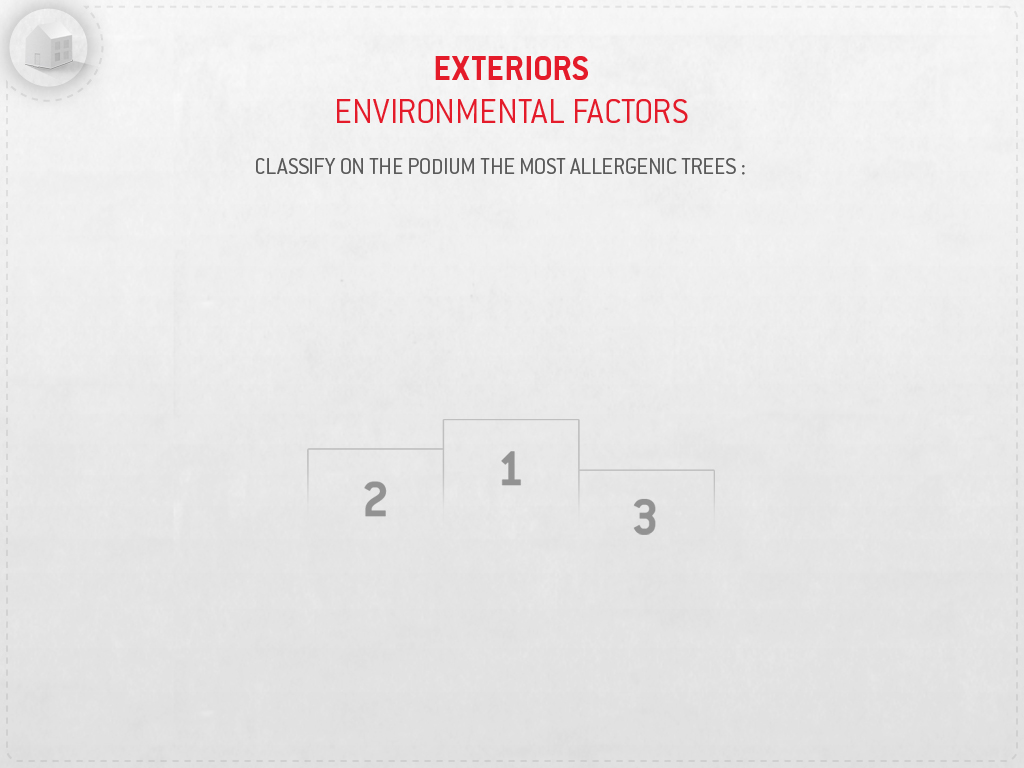 EXTERIORS
ENVIRONMENTAL FACTORS
CLASSIFY ON THE PODIUM THE MOST ALLERGENIC TREES :
1
2
3